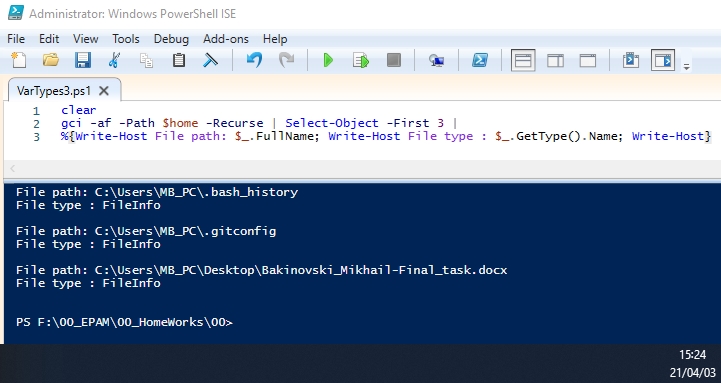 Administrator: Windows PowerShell ISE
File Edit View Tools Debug Add-ons Help
VarTypes3.ps1 X
1 clear
2 gci -af -Path $home -Recurse | Select-Object -First 3 |
3 %{Write-Host File path: $_.FullName; Write-Host File type : $_.GetType().Name; Write-Host}
File path: C:\Users\MB_PC\.bash_history
File type : FileInfo
File path: C:\Users\MB_PC\.gitconfig
File type : FileInfo
File path: C:\Users\MB_PC\Desktop\Bakinovski_Mikhail-Final_task.docx
File type : FileInfo
PS F:\00_EPAM\00_HomeWorks\00>
15:24
21/04/03